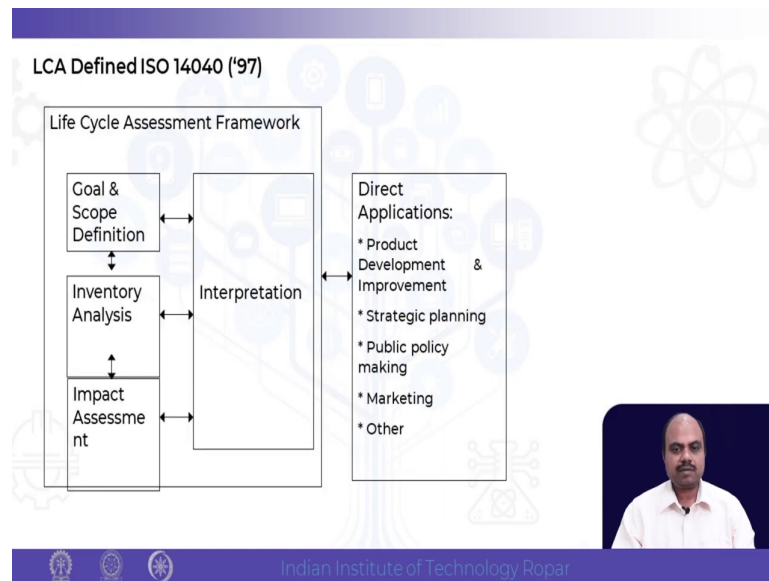 LCA Defined ISO 14040 (‘97)
Life Cycle Assessment Framework
Goal &
Scope
Definition
Inventory
Analysis
Impact
Assessme
nt
Interpretation
Direct
Applications:
* Product
Development &
Improvement
* Strategic planning
* Public policy
making
* Marketing
* Other
Indian Institute of Technology Ropar